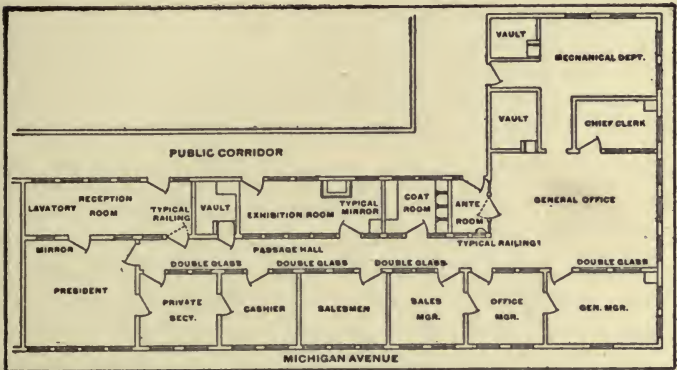 VAULT
MECHANICAL DEPT.
VAULT
CHIEF CLERK
PUBLIC CORRIDOR
RECEPTION
ROOM
LAVATORY
TYPICAL
RAILING
VAULT
EXHIBITION ROOM
TYPICAL
MIRROR
COAT
ROOM
ANTE
ROOM
GENERAL OFFICE
MIRROR
PASSAGE HALL
TYPICAL RAILINGS
DOUBLE GLASS
DOUBLE GLASS
DOUBLE GLASS
DOUBLE GLASS
PRESIDENT
PRIVATE
SECY.
CASHIER
SALESMEN
SALES
MGR.
OFFICE
MGR.
GEN. MGR.
MICHIGAN AVENUE